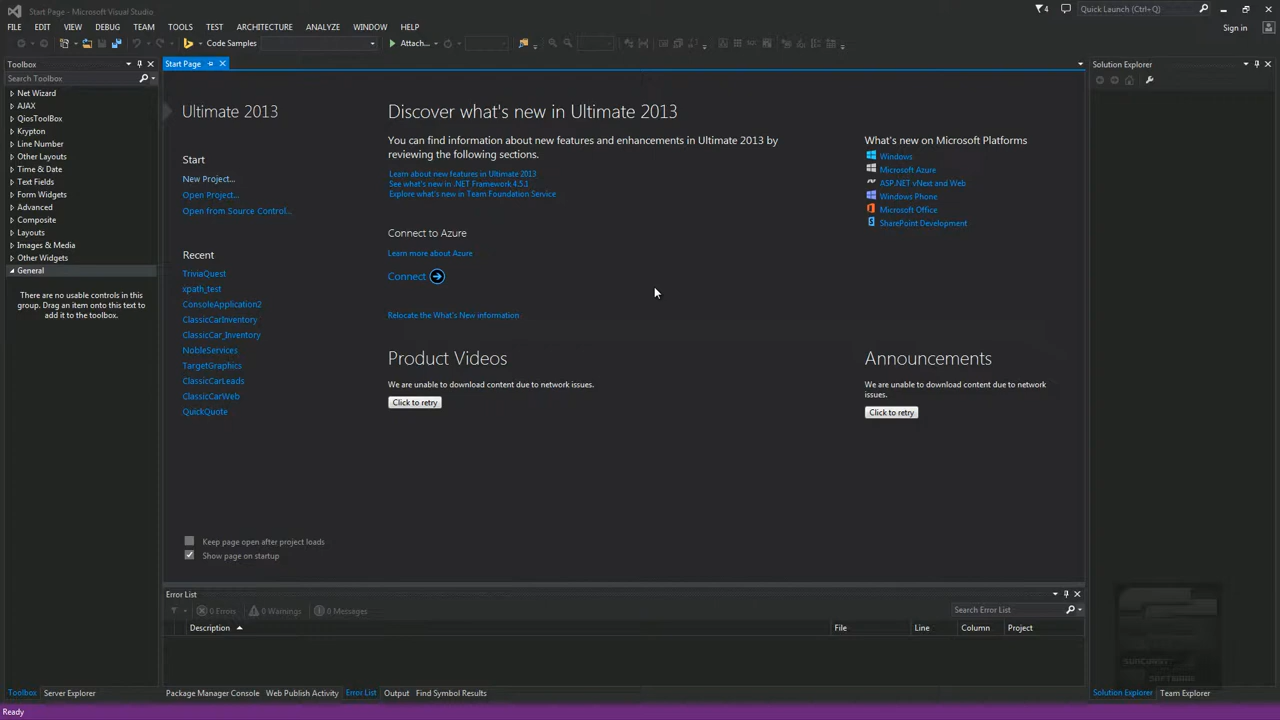 Start Page - Microsoft Visual Studio
4
Quick Launch (Ctrl+Q)
FILE EDIT VIEW DEBUG TEAM TOOLS TEST ARCHITECTURE ANALYZE WINDOW HELP
Sign in
Code Samples
Attach...
Toolbox
Search Toolbox
Net Wizard
AJAX
QiosToolBox
Krypton
Line Number
Other Layouts
Time & Date
Text Fields
Form Widgets
Advanced
Composite
Layouts
Images & Media
Other Widgets
General
There are no usable controls in this
group. Drag an item onto this text to
add it to the toolbox.
Toolbox Server Explorer
Start Page
Ultimate 2013
Start
New Project...
Open Project...
Open from Source Control...
Recent
TriviaQuest
xpath_test
ConsoleApplication2
ClassicCarInventory
ClassicCar_Inventory
NobleServices
TargetGraphics
ClassicCarLeads
ClassicCarWeb
QuickQuote
Keep page open after project loads
Show page on startup
Discover what's new in Ultimate 2013
You can find information about new features and enhancements in Ultimate 2013 by
reviewing the following sections.
Learn about new features in Ultimate 2013
See what's new in .NET Framework 4.5.1
Explore what's new in Team Foundation Service
Connect to Azure
Learn more about Azure
Connect
Relocate the What's New information
Product Videos
We are unable to download content due to network issues.
Click to retry
What's new on Microsoft Platforms
Windows
Microsoft Azure
ASP.NET vNext and Web
Windows Phone
Microsoft Office
SharePoint Development
Announcements
We are unable to download content due to network
issues.
Click to retry
Error List
0 Errors 0 Warnings 0 Messages
Search Error List
Description File Line Column Project
Package Manager Console Web Publish Activity Error List Output Find Symbol Results
Solution Explorer
SUNCOAST
SOFTWARE
Solution Explorer Team Explorer
Ready